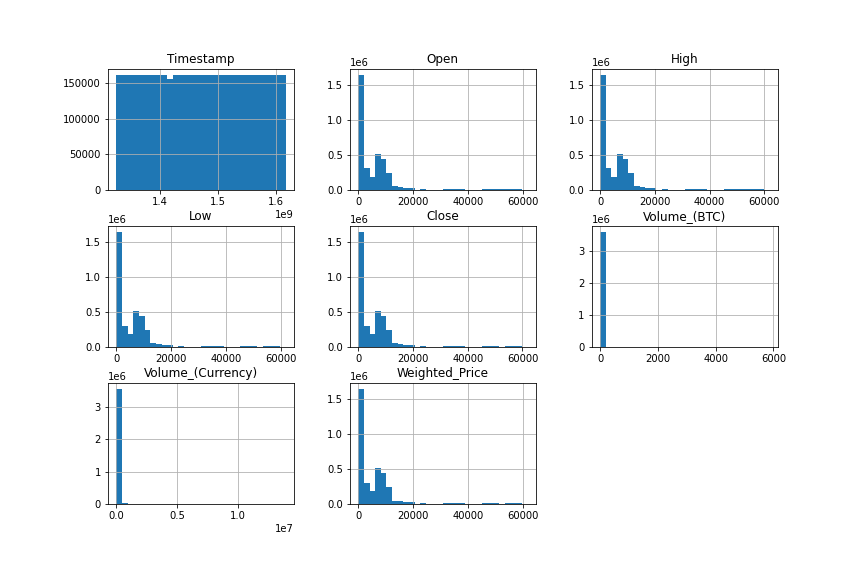 Timestamp
150000
100000
50000
0
1.4 1.5 1.6
1e9
Open
1e6
1.5
1.0
0.5
0.0
0 20000 40000 60000
High
1e6
1.5
1.0
0.5
0.0
0 20000 40000 60000
Low
1e6
1.5
1.0
0.5
0.0
0 20000 40000 60000
Close
1e6
1.5
1.0
0.5
0.0
0 20000 40000 60000
Volume_(BTC)
1e6
3
2
1
0
0 2000 4000 6000
Volume_(Currency)
1e6
3
2
1
0
0.0 0.5 1.0
1e7
Weighted_Price
1e6
1.5
1.0
0.5
0.0
0 20000 40000 60000